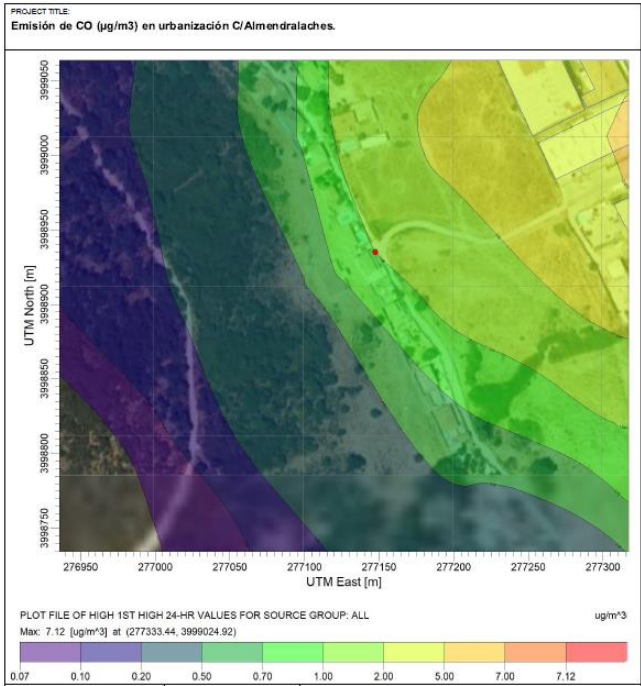 PROJECT TITLE:
Emisión de CO (µg/m3) en urbanización C/Almendralaches.
UTM North [m]
3999050
3999000
3998950
3998900
3998850
3998800
3998750
276950 277000 277050 277100 277150 277200 277250 277300
UTM East [m]
PLOT FILE OF HIGH 1ST HIGH 24-HR VALUES FOR SOURCE GROUP: ALL ug/m^3
Max: 7.12 [ug/m^3] at (277333.44, 3999024.92)
0.07 0.10 0.20 0.50 0.70 1.00 2.00 5.00 7.00 7.12